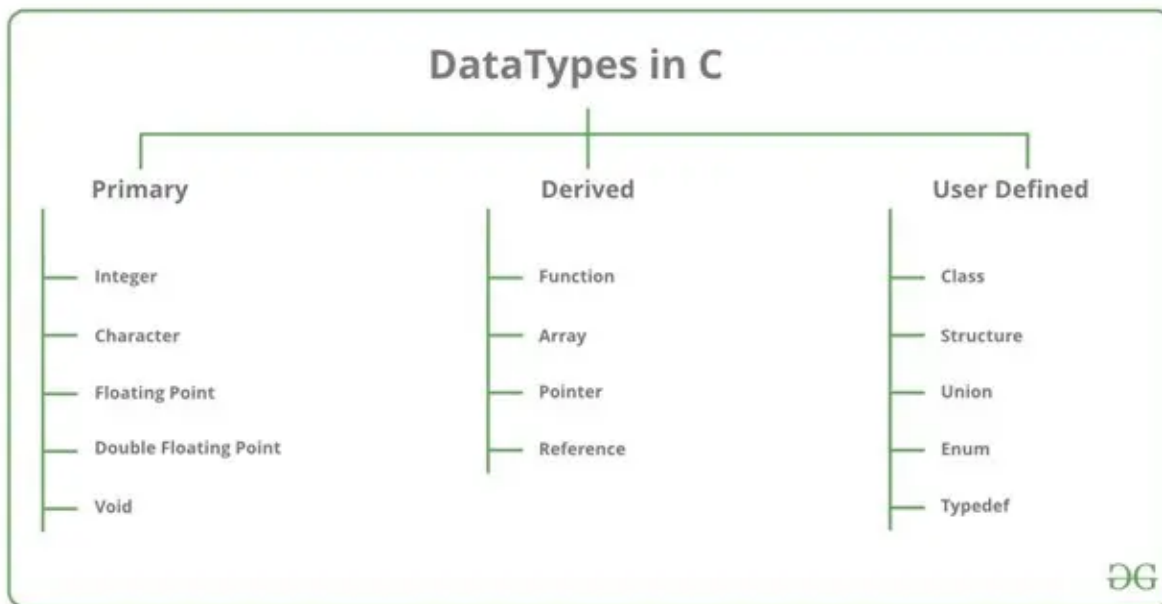 DataTypes in C
Primary
Integer
Character
Floating Point
Double Floating Point
Void
Derived
Function
Array
Pointer
Reference
User Defined
Class
Structure
Union
Enum
Typedef